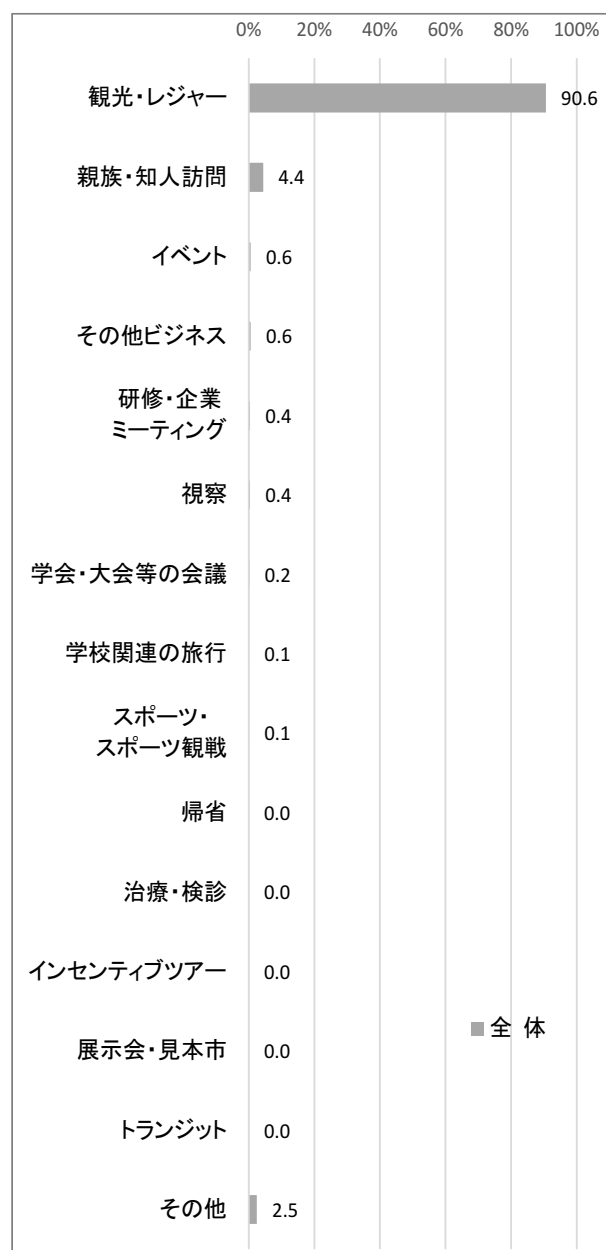 0% 20% 40% 60% 80% 100%
観光・レジャー 90.6
親族・知人訪問 4.4
イベント 0.6
その他ビジネス 0.6
研修・企業
ミーティング 0.4
視察 0.4
学会・大会等の会議 0.2
学校関連の旅行 0.1
スポーツ・
スポーツ観戦 0.1
帰省 0.0
治療・検診 0.0
インセンティブツアー 0.0
全 体
展示会・見本市 0.0
トランジット 0.0
その他 2.5